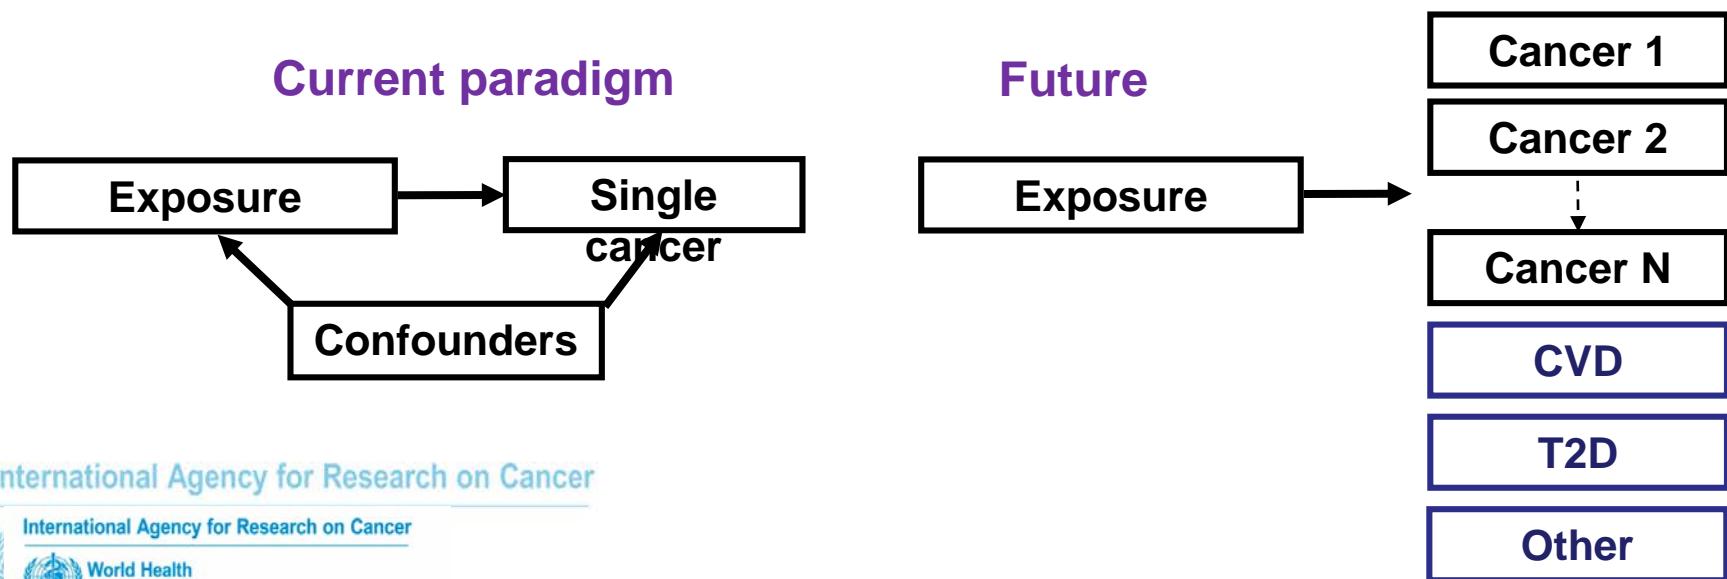 Current paradigm
Exposure
Single
cancer
Confounders
Future
Exposure
Cancer 1
Cancer 2
Cancer N
CVD
T2D
Other
nternational Agency for Research on Cancer
International Agency for Research on Cancer
World Health